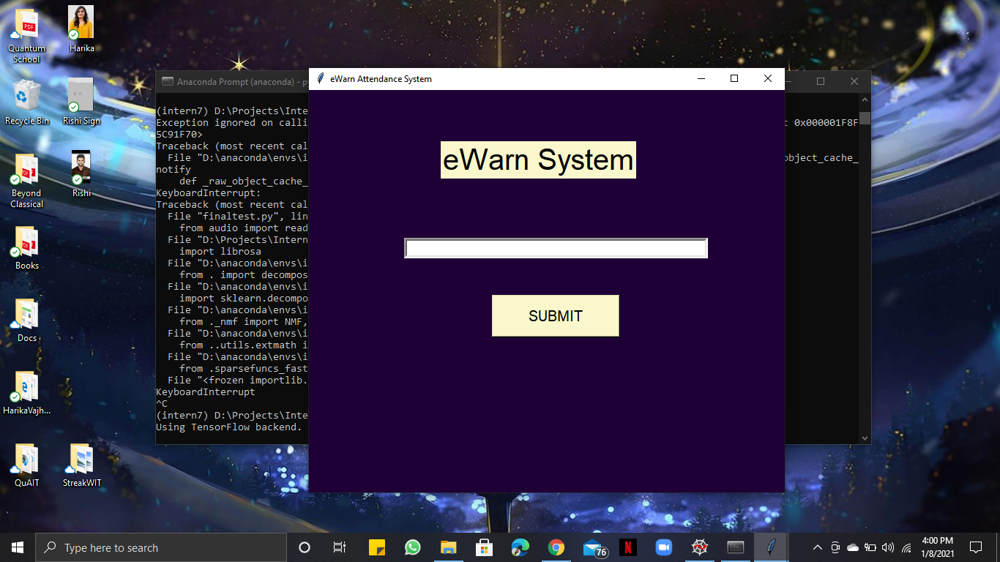 Quantum
School
Harika
Recycle Bin
Rishi Sign
Beyond
Classical
Rishi
Books
Docs
HarikaVajh...
QuAIT
StreakWIT
Anaconda Prompt (anaconda) - p
(intern7) D:\Projects\Inte
Exception ignored on calli
t 0x000001F8F
5C91F70>
Traceback (most recent cal
File "D:\anaconda\envs\i
object_cache_
notify
def _raw_object_cache_
KeyboardInterrupt:
Traceback (most recent cal
File "finaltest.py", lin
from audio import read
File "D:\Projects\Intern
import librosa
File "D:\anaconda\envs\i
from . import decompos
File "D:\anaconda\envs\i
import sklearn.decompo
File "D:\anaconda\envs\i
from ._nmf import NMF,
File "D:\anaconda\envs\i
from ..utils.extmath i
File "D:\anaconda\envs\i
from .sparsefuncs_fast
File "<frozen importlib.
KeyboardInterrupt
^C
(intern7) D:\Projects\Inte
Using TensorFlow backend.
eWarn Attendance System
eWarn System
SUBMIT
Type here to search
76
N
4:00 PM
1/8/2021